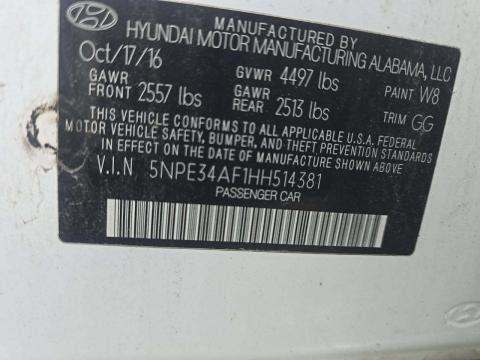 MANUFACTURED BY
HYUNDAI MOTOR MANUFACTURING ALABAMA, LLC
Oct/17/16 GVWR 4497 lbs PAINT W8
GAWR FRONT 2557 lbs GAWR REAR 2513 lbs TRIM GG
THIS VEHICLE CONFORMS TO ALL APPLICABLE U.S.A. FEDERAL
MOTOR VEHICLE SAFETY, BUMPER, AND THEFT PREVENTION
STANDARDS IN EFFECT ON THE DATE OF MANUFACTURE SHOWN ABOVE.
V.I.N 5NPE34AF1HH514381
PASSENGER CAR